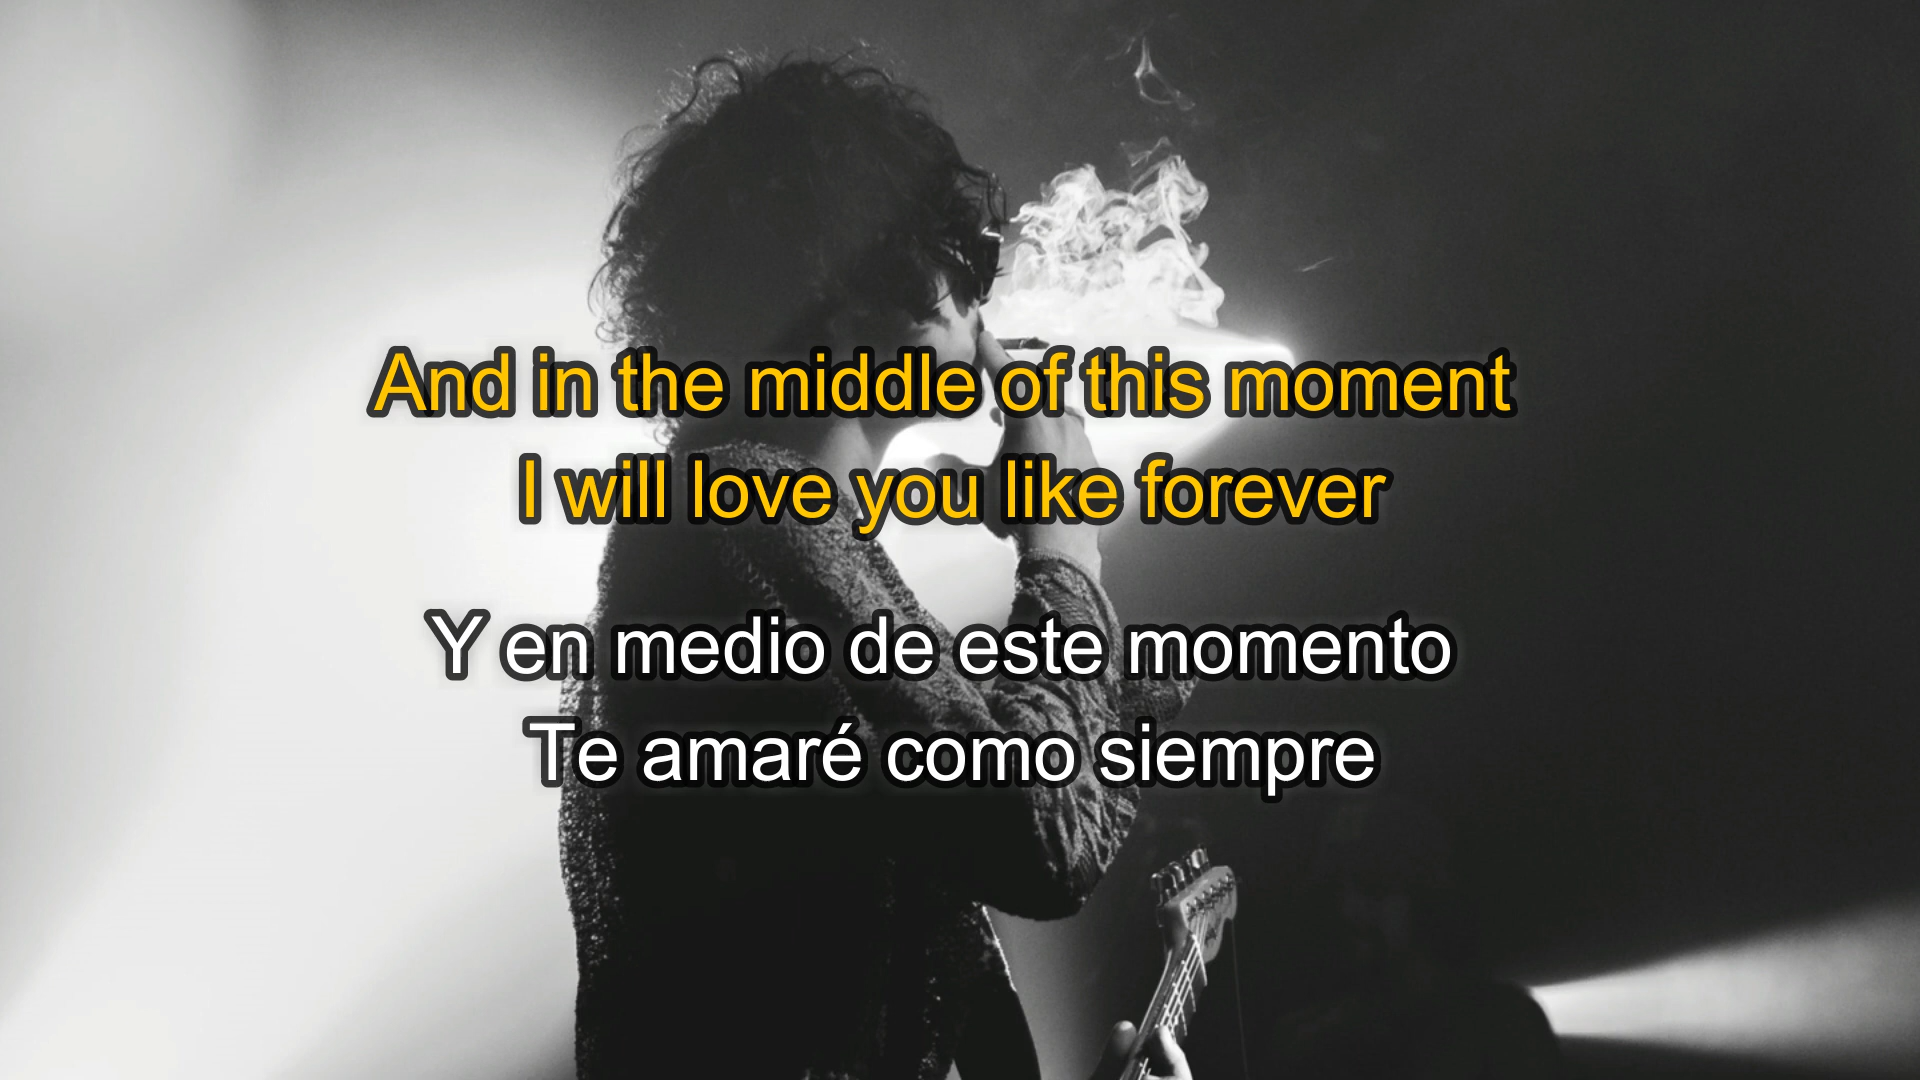 And in the middle of this moment
I will love you like forever
Y en medio de este momento
Te amaré como siempre